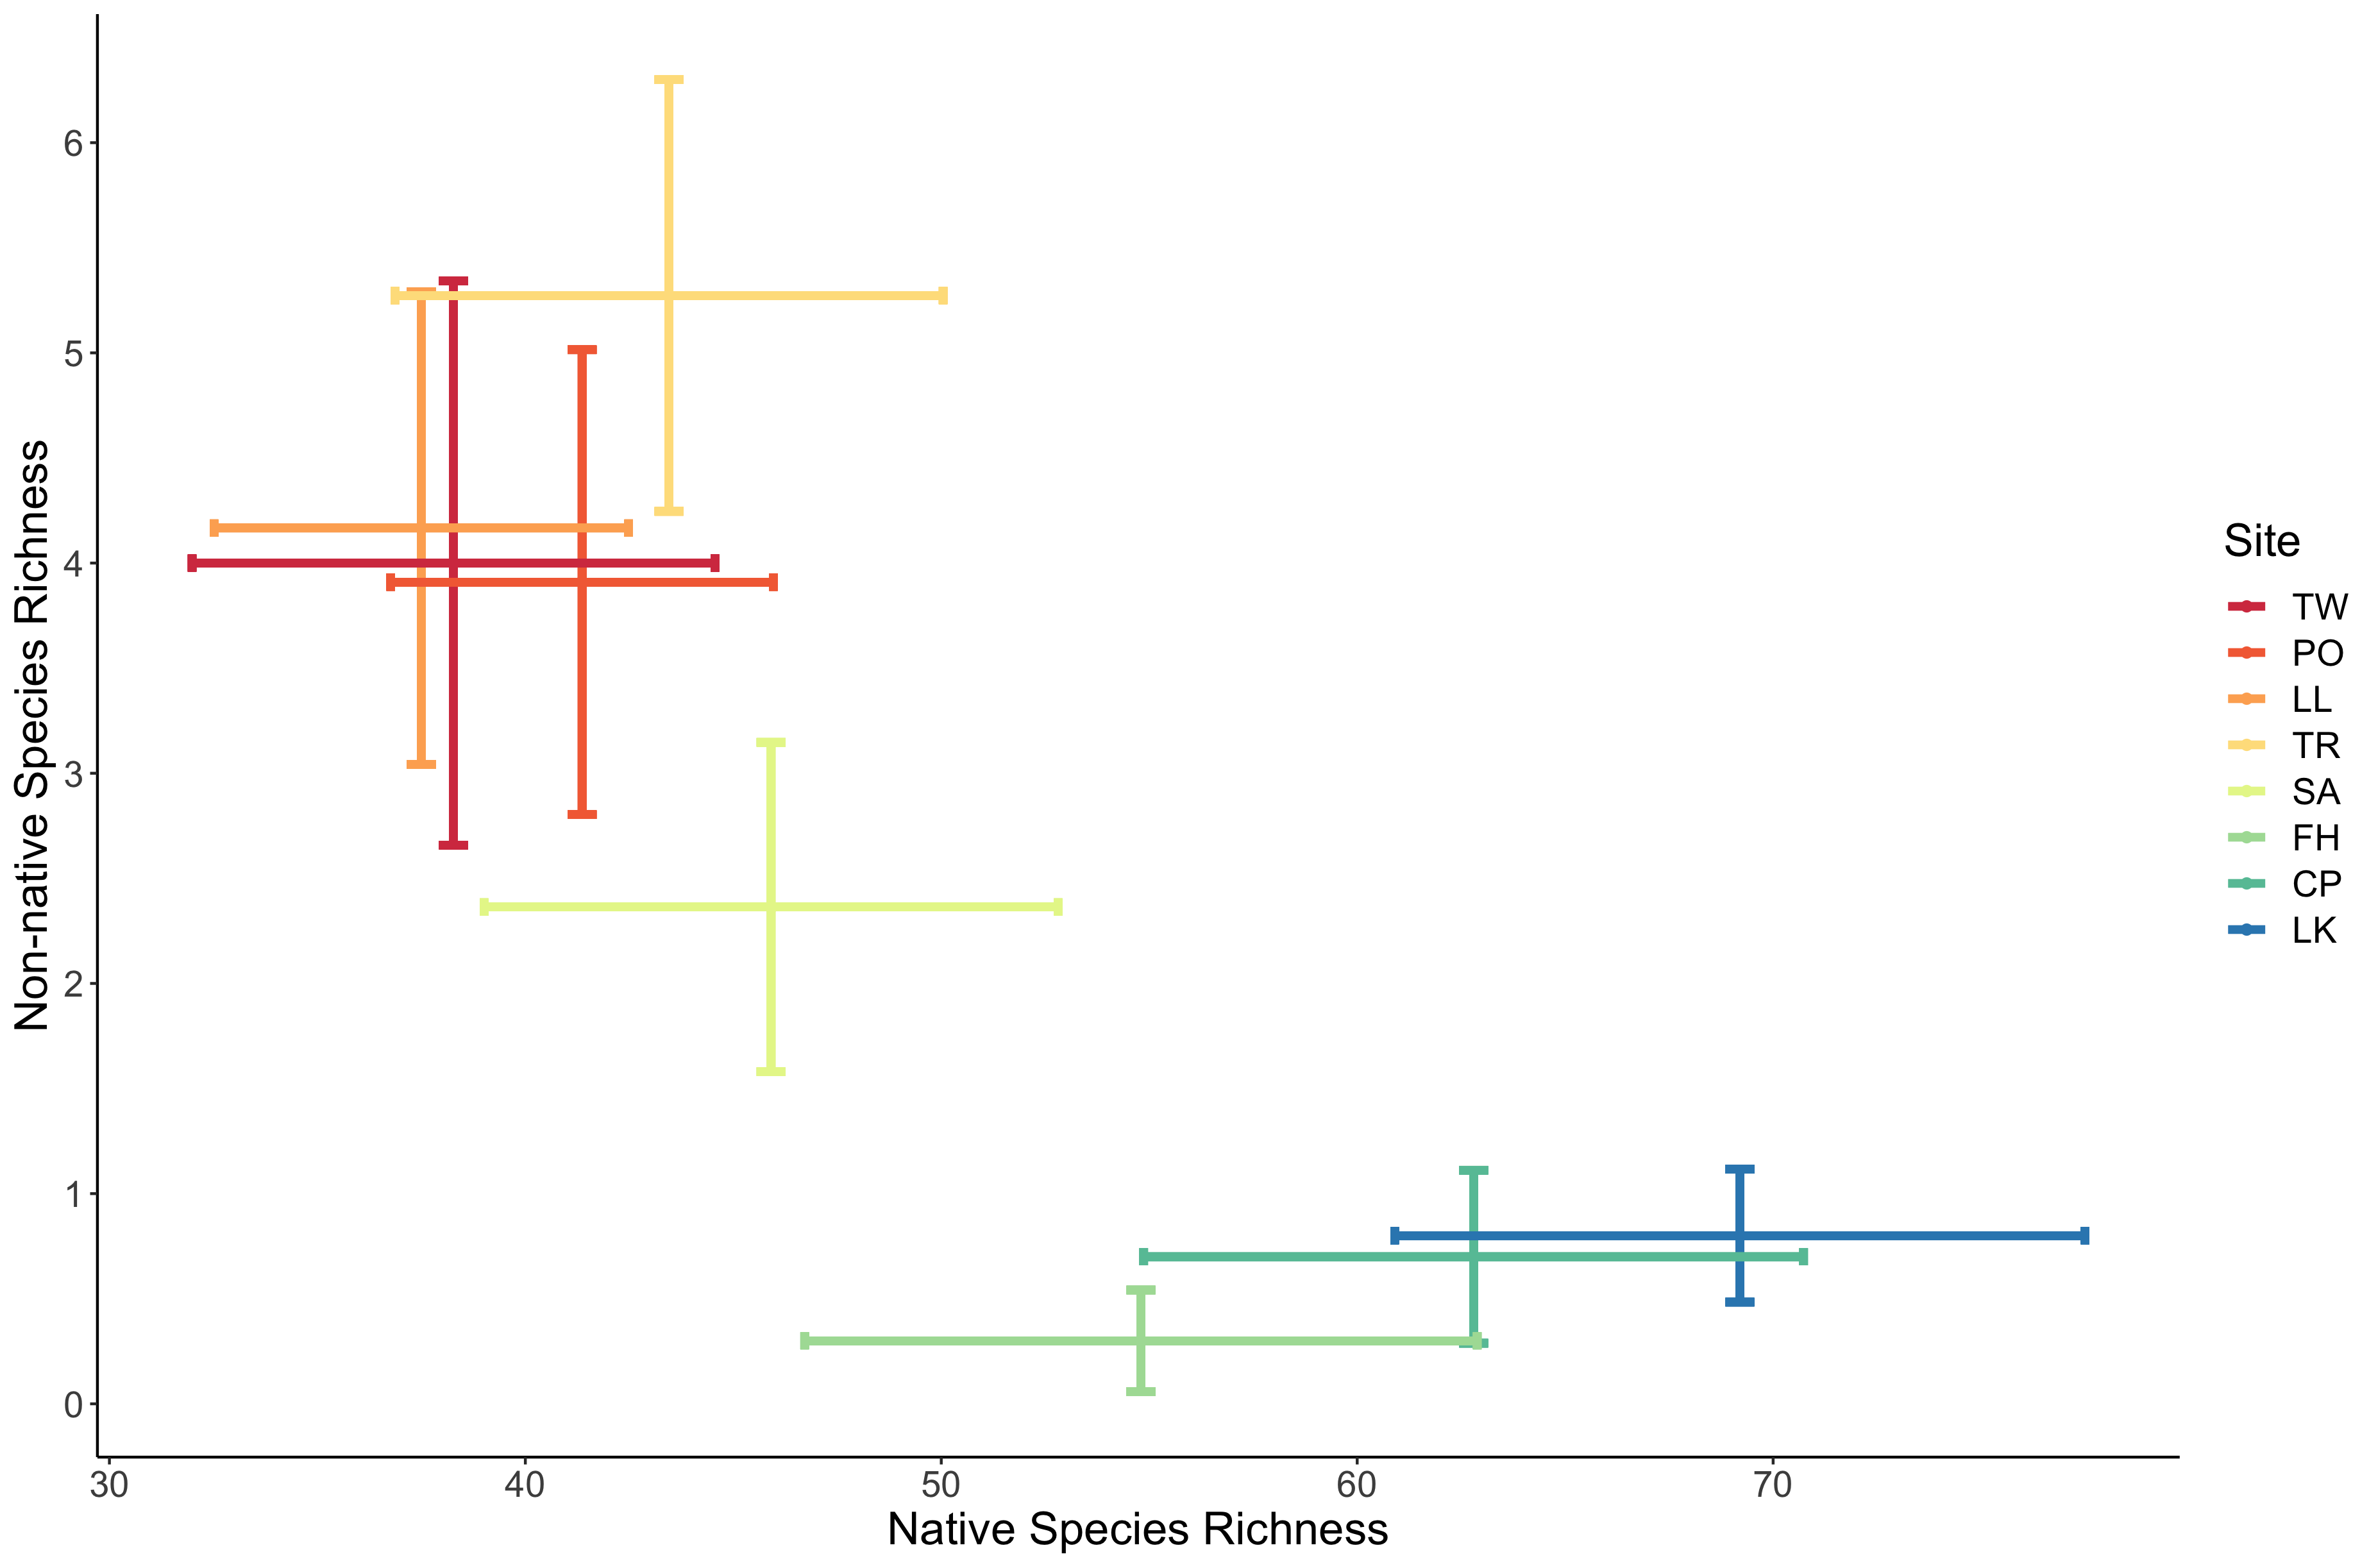 Non-native Species Richness
6
5
4
3
2
1
0
30 40 50 60 70
Native Species Richness
Site
TW
PO
LL
TR
SA
FH
CP
LK